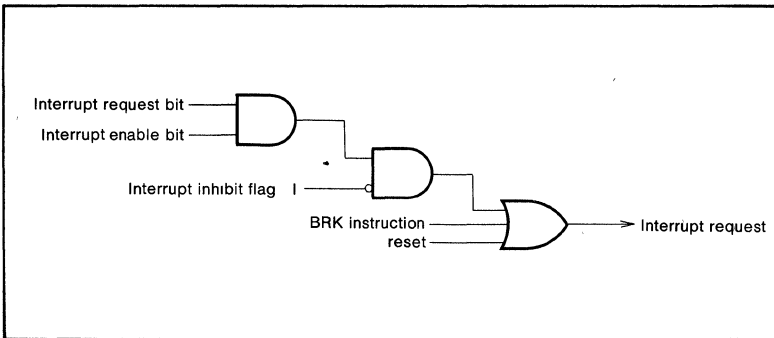 Interrupt request bit
Interrupt enable bit
Interrupt inhibit flag I
BRK instruction
reset
Interrupt request